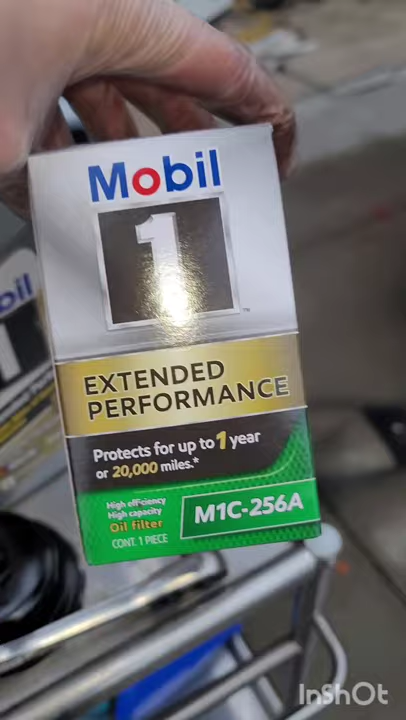 Mobil
1
EXTENDED
PERFORMANCE
Protects for up to 1 year
or 20,000 miles.*
High efficiency
High capacity
Oil filter
CONT. 1 PIECE
M1C-256A
bil
1
InShOt